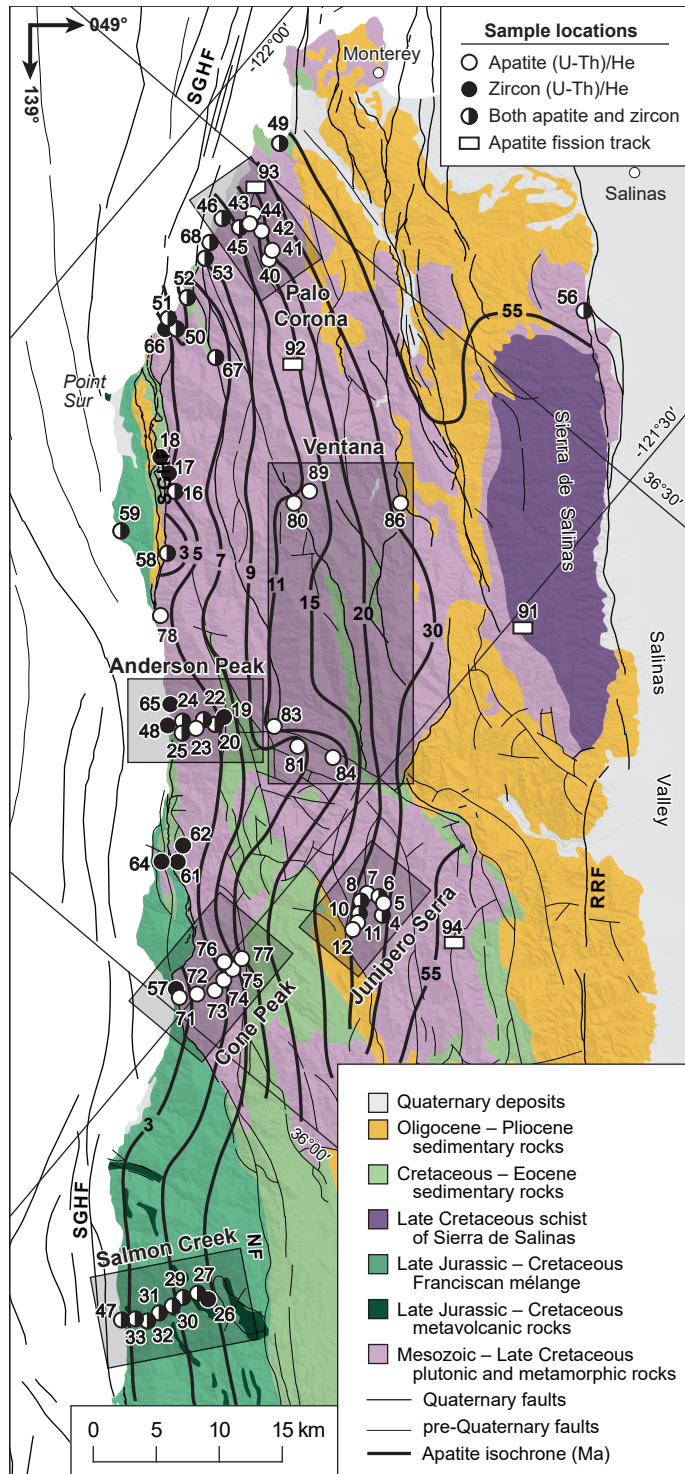 049°
139°
SGHF
-122°00'
Monterey
Sample locations
Apatite (U-Th)/He
Zircon (U-Th)/He
Both apatite and zircon
Apatite fission track
Salinas
49
93
46
43
44
42
45
41
68
40
53
Palo
Corona
52
51
50
66
67
92
56
55
Point
Sur
18
17
16
59
58
3
5
7
9
11
15
20
30
Ventana
89
80
86
Sierra de Salinas
-121°30'
36°30'
91
78
Salinas
Valley
Anderson Peak
65
24
22
19
48
25
23
20
83
81
84
62
64
61
8
7
6
10
5
4
12
11
Junipero Serra
94
55
RRF
76
77
72
75
57
74
71
73
Cone Peak
36°00'
3
SGHF
NF
Salmon Creek
29
27
31
47
26
30
33
32
Quaternary deposits
Oligocene – Pliocene
sedimentary rocks
Cretaceous – Eocene
sedimentary rocks
Late Cretaceous schist
of Sierra de Salinas
Late Jurassic – Cretaceous
Franciscan mélange
Late Jurassic – Cretaceous
metavolcanic rocks
Mesozoic – Late Cretaceous
plutonic and metamorphic rocks
Quaternary faults
pre-Quaternary faults
Apatite isochrone (Ma)
0 5 10 15 km